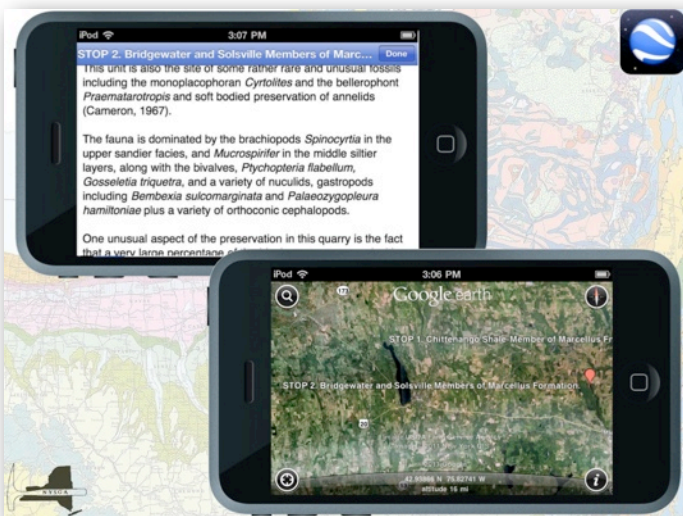 iPod 3:07 PM
STOP 2. Bridgewater and Solsville Members of Marc... Done
This unit is also the site of some rather rare and unusual fossils
including the monoplacophoran Cyrtolites and the bellerophont
Praematarotropis and soft bodied preservation of annelids
(Cameron, 1967).
The fauna is dominated by the brachiopods Spinocyrtia in the
upper sandier facies, and Mucrospirifer in the middle siltier
layers, along with the bivalves, Ptychopteria flabellum,
Gosseletia triquetra, and a variety of nuculids, gastropods
including Bembexia sulcomarginata and Palaeozygopleura
hamiltoniae plus a variety of orthoconic cephalopods.
One unusual aspect of the preservation in this quarry is the fact
that a very large percentage of
iPod 3:06 PM
173
Google earth
STOP 1. Chittenango Shale Member of Marcellus Fr
STOP 2. Bridgewater and Solsville Members of Marcellus Formation.
20
altitude 16 mi
NYSGA